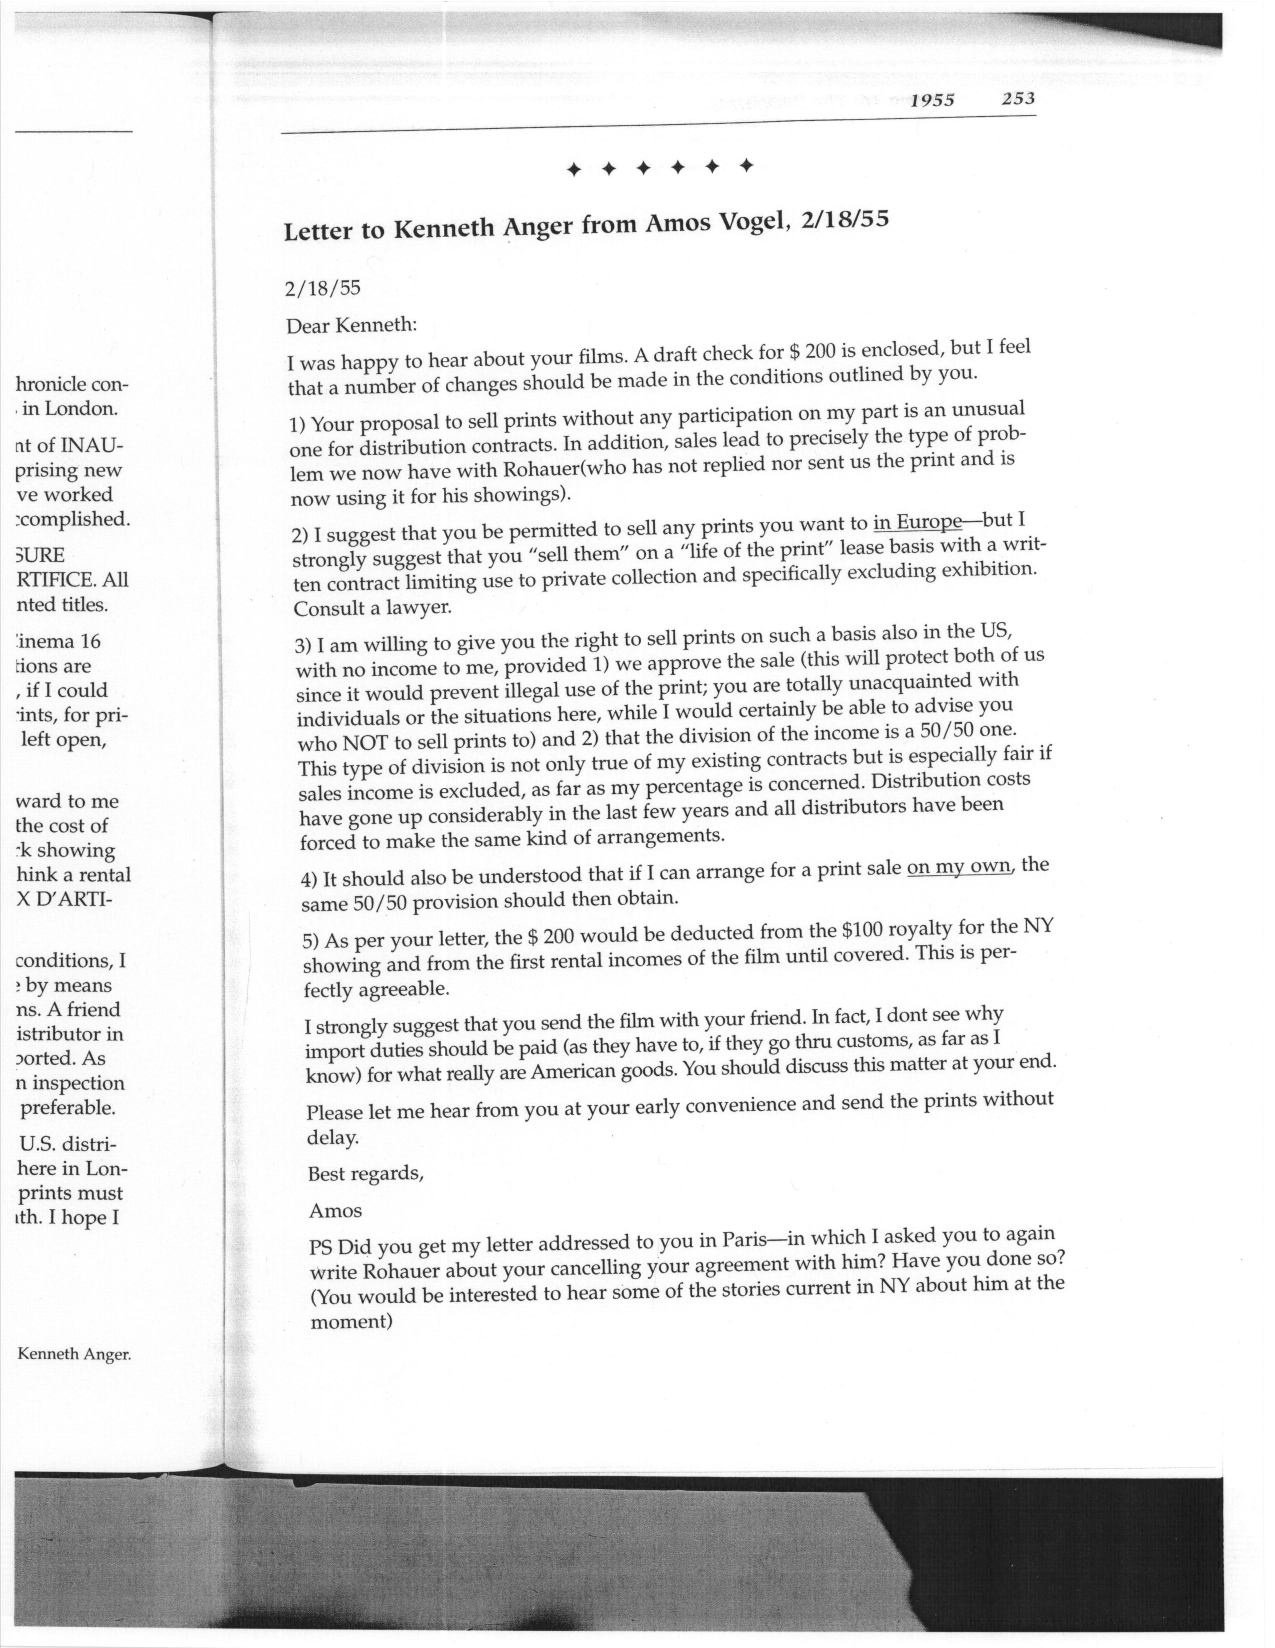 hronicle con-
in London.
nt of INAU-
prising new
ve worked
ccomplished.
SURE
RTIFICE. All
nted titles.
inema 16
tions are
, if I could
ints, for pri-
left open,
ward to me
the cost of
k showing
hink a rental
X D'ARTI-
conditions, I
e by means
ns. A friend
istributor in
ported. As
n inspection
preferable.
U.S. distri-
here in Lon-
prints must
ath. I hope I
Kenneth Anger.
1955 253
Letter to Kenneth Anger from Amos Vogel, 2/18/55
2/18/55
Dear Kenneth:
I was happy to hear about your films. A draft check for $ 200 is enclosed, but I feel
that a number of changes should be made in the conditions outlined by you.
1) Your proposal to sell prints without any participation on my part is an unusual
one for distribution contracts. In addition, sales lead to precisely the type of prob-
lem we now have with Rohauer(who has not replied nor sent us the print and is
now using it for his showings).
2) I suggest that you be permitted to sell any prints you want to in Europe—but I
strongly suggest that you "sell them" on a "life of the print" lease basis with a writ-
ten contract limiting use to private collection and specifically excluding exhibition.
Consult a lawyer.
3) I am willing to give you the right to sell prints on such a basis also in the US,
with no income to me, provided 1) we approve the sale (this will protect both of us
since it would prevent illegal use of the print; you are totally unacquainted with
individuals or the situations here, while I would certainly be able to advise you
who NOT to sell prints to) and 2) that the division of the income is a 50/50 one.
This type of division is not only true of my existing contracts but is especially fair if
sales income is excluded, as far as my percentage is concerned. Distribution costs
have gone up considerably in the last few years and all distributors have been
forced to make the same kind of arrangements.
4) It should also be understood that if I can arrange for a print sale on my own, the
same 50/50 provision should then obtain.
5) As per your letter, the $ 200 would be deducted from the $100 royalty for the NY
showing and from the first rental incomes of the film until covered. This is per-
fectly agreeable.
I strongly suggest that you send the film with your friend. In fact, I dont see why
import duties should be paid (as they have to, if they go thru customs, as far as I
know) for what really are American goods. You should discuss this matter at your end.
Please let me hear from you at your early convenience and send the prints without
delay.
Best regards,
Amos
PS Did you get my letter addressed to you in Paris—in which I asked you to again
write Rohauer about your cancelling your agreement with him? Have you done so?
(You would be interested to hear some of the stories current in NY about him at the
moment)